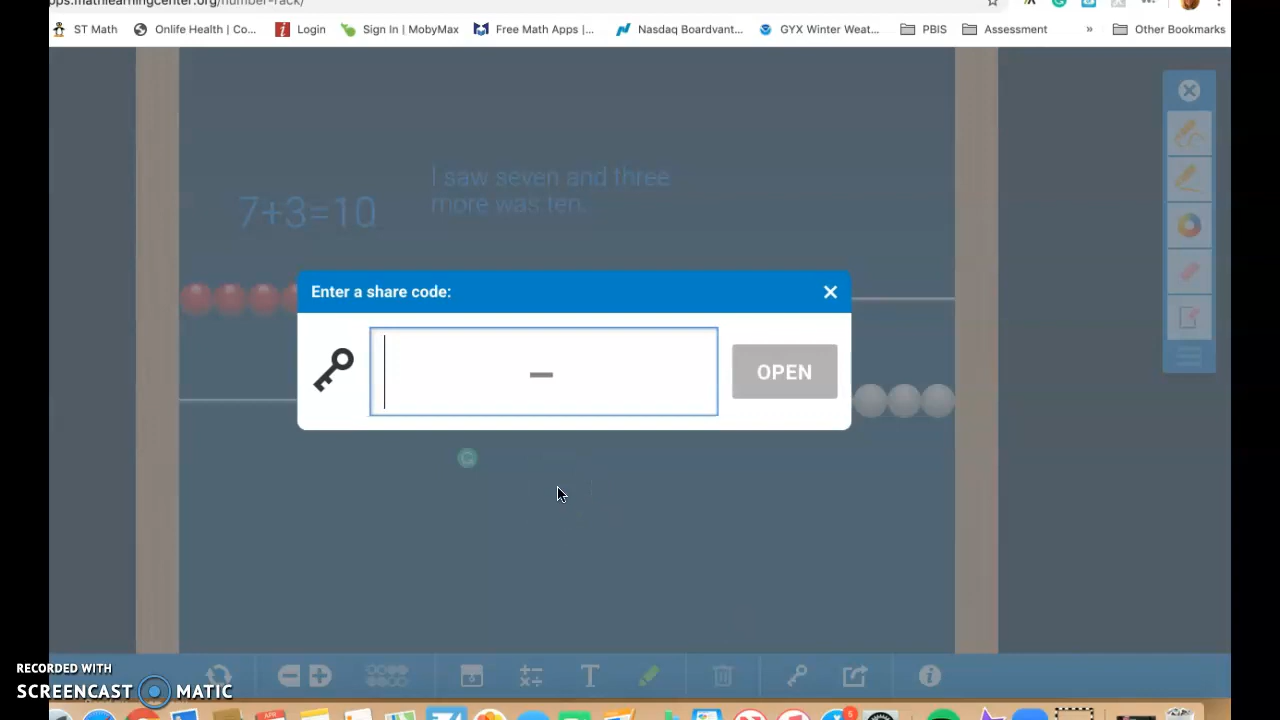 ps.mathlearningcenter.org/number-rack/
ST Math
Onlife Health | Co...
Login
Sign In | MobyMax
Free Math Apps |...
Nasdaq Boardvant...
GYX Winter Weat...
PBIS
Assessment
»
Other Bookmarks
I saw seven and three
more was ten.
7+3=10
Enter a share code:
–
OPEN
T
RECORDED WITH
SCREENCAST MATIC